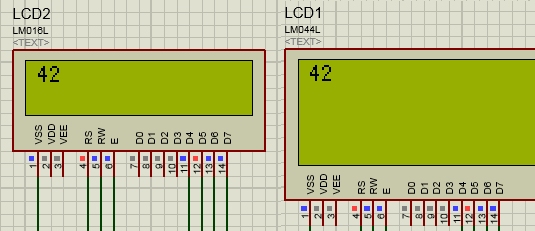 LCD2
LM016L
<TEXT>
42
VSS VDD VEE RS RW E D0 D1 D2 D3 D4 D5 D6 D7
1 2 3 4 5 6 7 8 9 10 11 12 13 14
LCD1
LM044L
<TEXT>
42
VSS VDD VEE RS RW E D0 D1 D2 D3 D4 D5 D6 D7
1 2 3 4 5 6 7 8 9 10 11 12 13 14